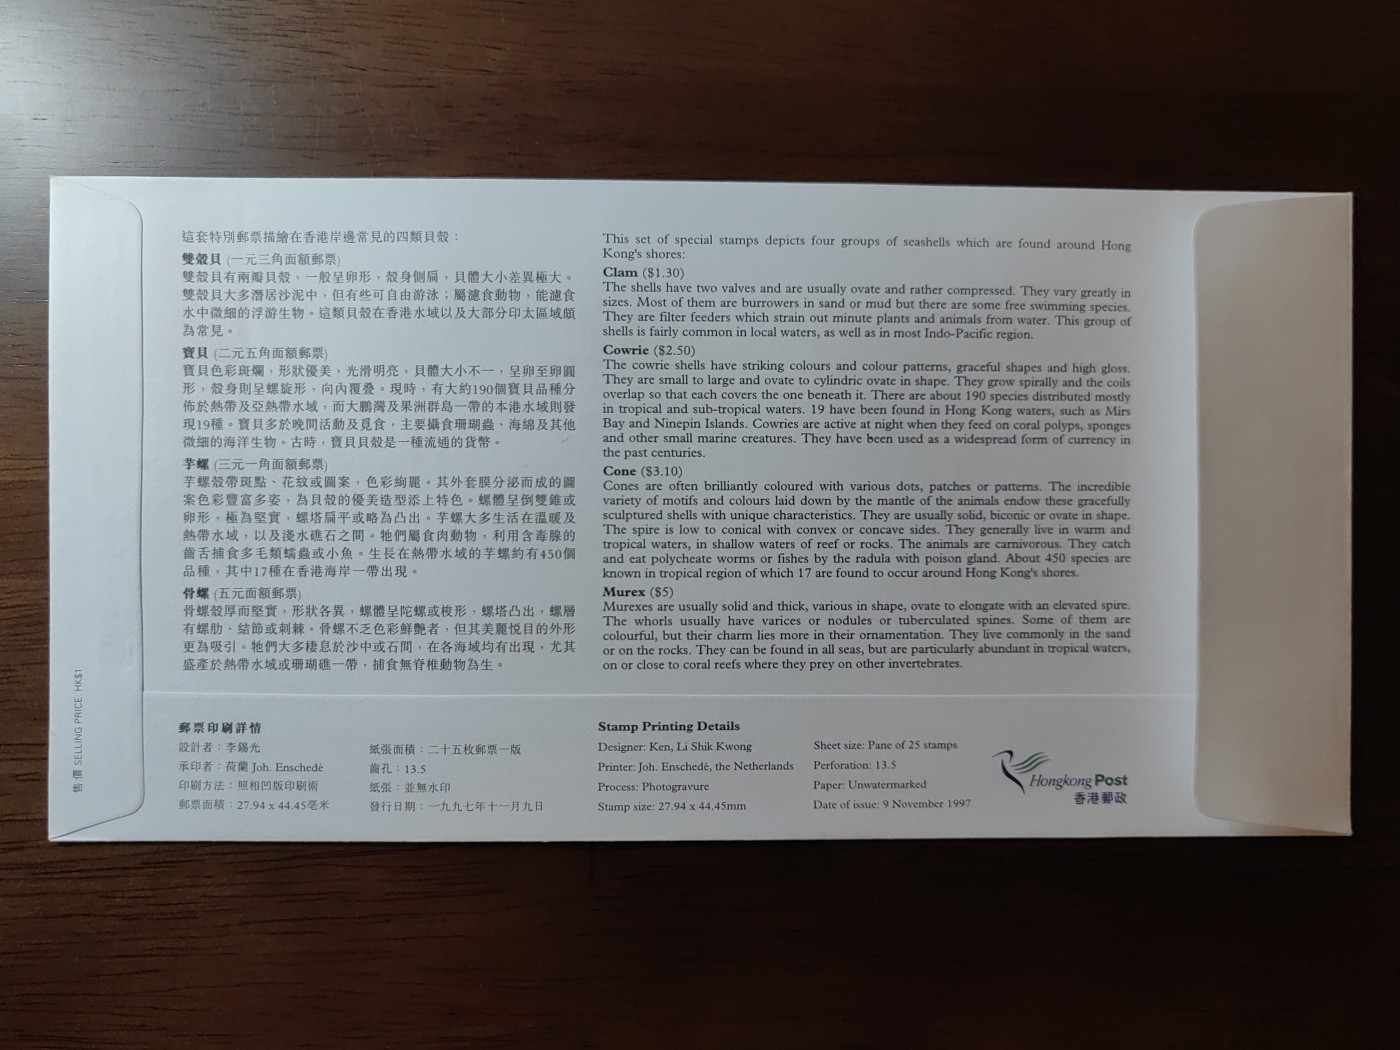 這套特別郵票描繪在香港岸邊常見的四類貝殼：
雙殼貝 (一元三角面額郵票)
雙殼貝有兩瓣貝殼，一般呈卵形，殼身側扁，貝體大小差異極大。
雙殼貝大多潛居沙泥中，但有些可自由游泳；屬濾食動物，能濾食
水中微細的浮游生物。這類貝殼在香港水域以及大部分印太區域頗
為常見。
寶貝 (二元五角面額郵票)
寶貝色彩斑斕，形狀優美，光滑明亮，貝體大小不一，呈卵至卵圓
形，殼身則呈螺旋形，向內覆疊。現時，有大約190個寶貝品種分
佈於熱帶及亞熱帶水域，而大鵬灣及果洲群島一帶的本港水域則發
現19種。寶貝多於晚間活動及覓食，主要攝食珊瑚蟲、海綿及其他
微細的海洋生物。古時，寶貝貝殼是一種流通的貨幣。
芋螺 (三元一角面額郵票)
芋螺殼帶斑點、花紋或圖案，色彩絢麗。其外套膜分泌而成的圖
案色彩豐富多姿，為貝殼的優美造型添上特色。螺體呈倒雙錐或
卵形，極為堅實，螺塔扁平或略為凸出。芋螺大多生活在溫暖及
熱帶水域，以及淺水礁石之間。牠們屬食肉動物，利用含毒腺的
齒舌捕食多毛類蠕蟲或小魚。生長在熱帶水域的芋螺約有450個
品種，其中17種在香港海岸一帶出現。
骨螺 (五元面額郵票)
骨螺殼厚而堅實，形狀各異，螺體呈陀螺或梭形，螺塔凸出，螺層
有螺肋、結節或刺棘。骨螺不乏色彩鮮艷者，但其美麗悅目的外形
更為吸引。牠們大多棲息於沙中或石間，在各海域均有出現，尤其
盛產於熱帶水域或珊瑚礁一帶，捕食無脊椎動物為生。
This set of special stamps depicts four groups of seashells which are found around Hong
Kong's shores:
Clam ($1.30)
The shells have two valves and are usually ovate and rather compressed. They vary greatly in
sizes. Most of them are burrowers in sand or mud but there are some free swimming species.
They are filter feeders which strain out minute plants and animals from water. This group of
shells is fairly common in local waters, as well as in most Indo-Pacific region.
Cowrie ($2.50)
The cowrie shells have striking colours and colour patterns, graceful shapes and high gloss.
They are small to large and ovate to cylindric ovate in shape. They grow spirally and the coils
overlap so that each covers the one beneath it. There are about 190 species distributed mostly
in tropical and sub-tropical waters. 19 have been found in Hong Kong waters, such as Mirs
Bay and Ninepin Islands. Cowries are active at night when they feed on coral polyps, sponges
and other small marine creatures. They have been used as a widespread form of currency in
the past centuries.
Cone ($3.10)
Cones are often brilliantly coloured with various dots, patches or patterns. The incredible
variety of motifs and colours laid down by the mantle of the animals endow these gracefully
sculptured shells with unique characteristics. They are usually solid, biconic or ovate in shape.
The spire is low to conical with convex or concave sides. They generally live in warm and
tropical waters, in shallow waters of reef or rocks. The animals are carnivorous. They catch
and eat polychaete worms or fishes by the radula with poison gland. About 450 species are
known in tropical region of which 17 are found to occur around Hong Kong's shores.
Murex ($5)
Murexes are usually solid and thick, various in shape, ovate to elongate with an elevated spire.
The whorls usually have varices or nodules or tuberculated spines. Some of them are
colourful, but their charm lies more in their ornamentation. They live commonly in the sand
or on the rocks. They can be found in all seas, but are particularly abundant in tropical waters,
on or close to coral reefs where they prey on other invertebrates.
售價 SELLING PRICE: HK$1
郵票印刷詳情
設計者：李錫光
承印者：荷蘭 Joh. Enschedé
印刷方法：照相凹版印刷術
郵票面積：27.94 x 44.45毫米
紙張面積：二十五枚郵票一版
齒孔：13.5
紙張：並無水印
發行日期：一九九七年十一月九日
Stamp Printing Details
Designer: Ken, Li Shik Kwong
Printer: Joh. Enschedé, the Netherlands
Process: Photogravure
Stamp size: 27.94 x 44.45mm
Sheet size: Pane of 25 stamps
Perforation: 13.5
Paper: Unwatermarked
Date of issue: 9 November 1997
Hongkong Post
香港郵政